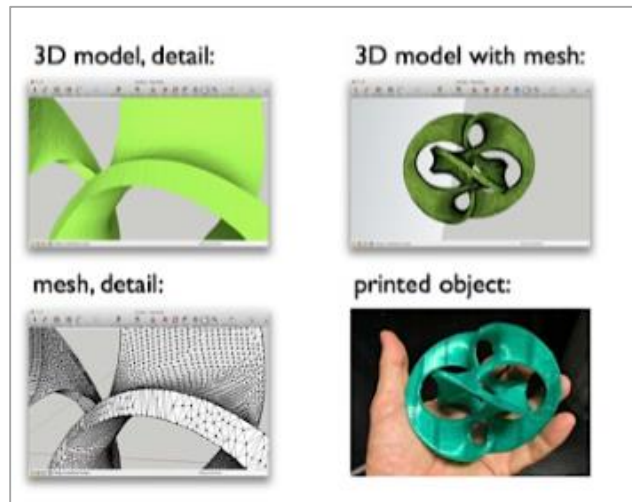 3D model, detail:
3D model with mesh:
mesh, detail:
printed object: